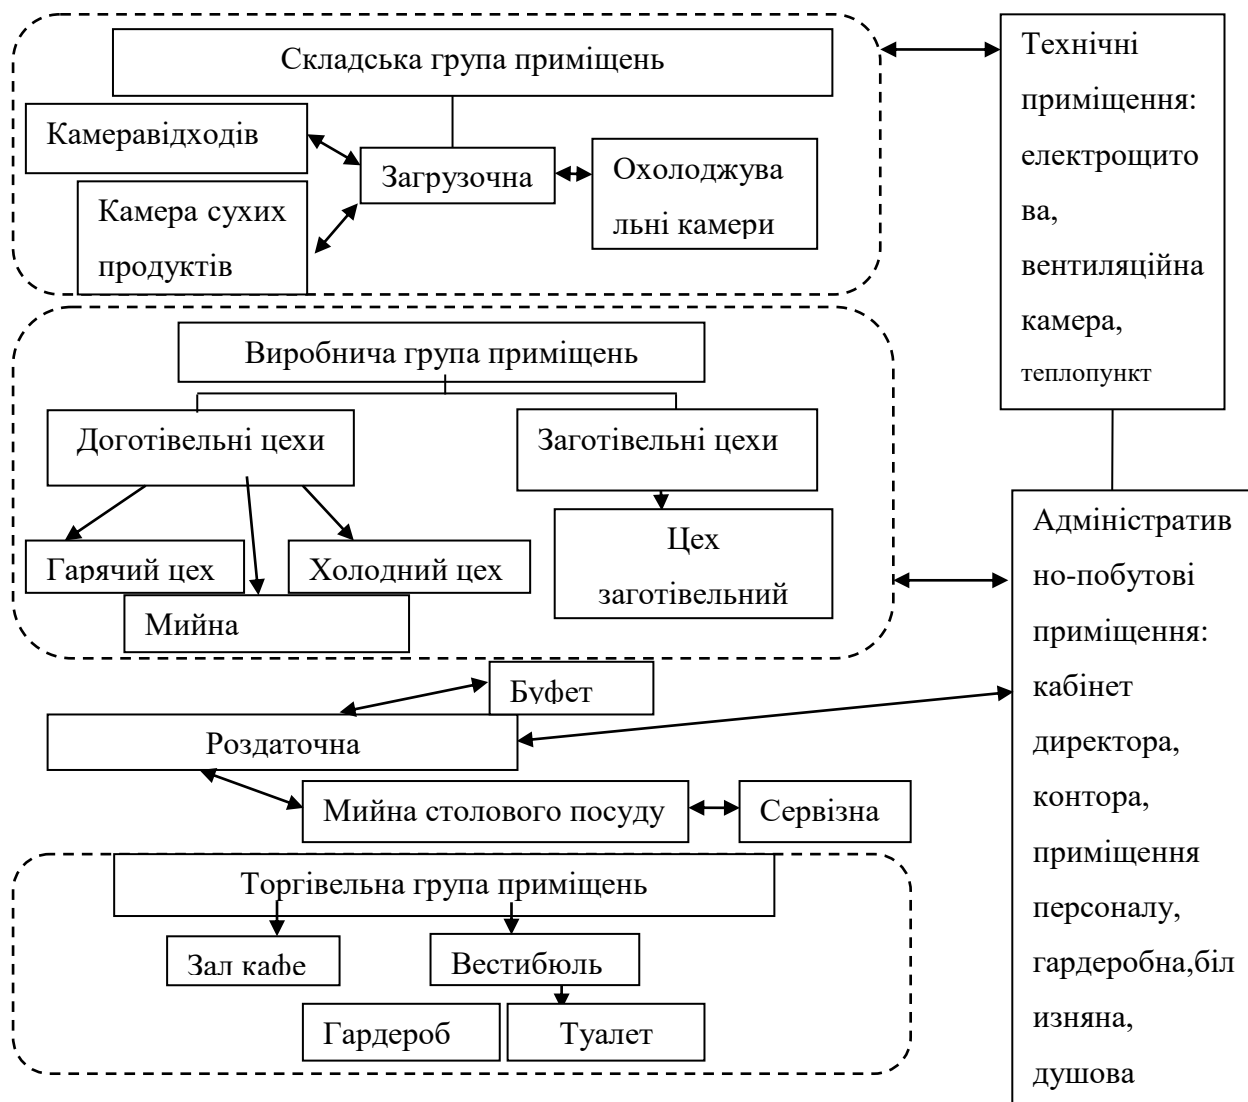 Складська група приміщень
Камеравідходів
Загрузочна
Охолоджува
льні камери
Камера сухих
продуктів
Технічні
приміщення:
електрощито
ва,
вентиляційна
камера,
теплопункт
Виробнича група приміщень
Доготівельні цехи
Заготівельні цехи
Гарячий цех
Холодний цех
Мийна
Цех
заготівельний
Адміністратив
но-побутові
приміщення:
кабінет
директора,
контора,
приміщення
персоналу,
гардеробна,біл
изняна,
душова
Буфет
Роздаточна
Мийна столового посуду
Сервізна
Торгівельна група приміщень
Зал кафе
Вестибюль
Гардероб
Туалет